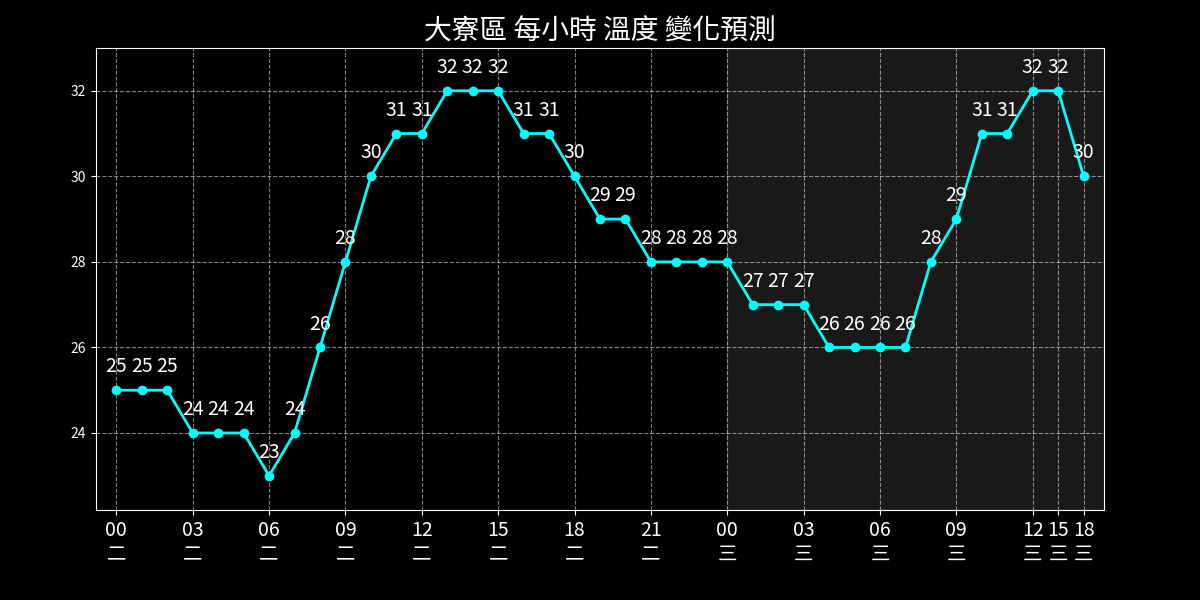 大寮區 每小時 溫度 變化預測
32 32 32 32 32
32
31 31 31 31 31 31
30 30 30
30
29 29 29
28 28 28 28 28 28
28
27 27 27
26 26 26 26 26
26
25 25 25
24 24 24 24
24
23
00 03 06 09 12 15 18 21 00 03 06 09 12 15 18
二 二 二 二 二 二 二 二 三 三 三 三 三 三 三